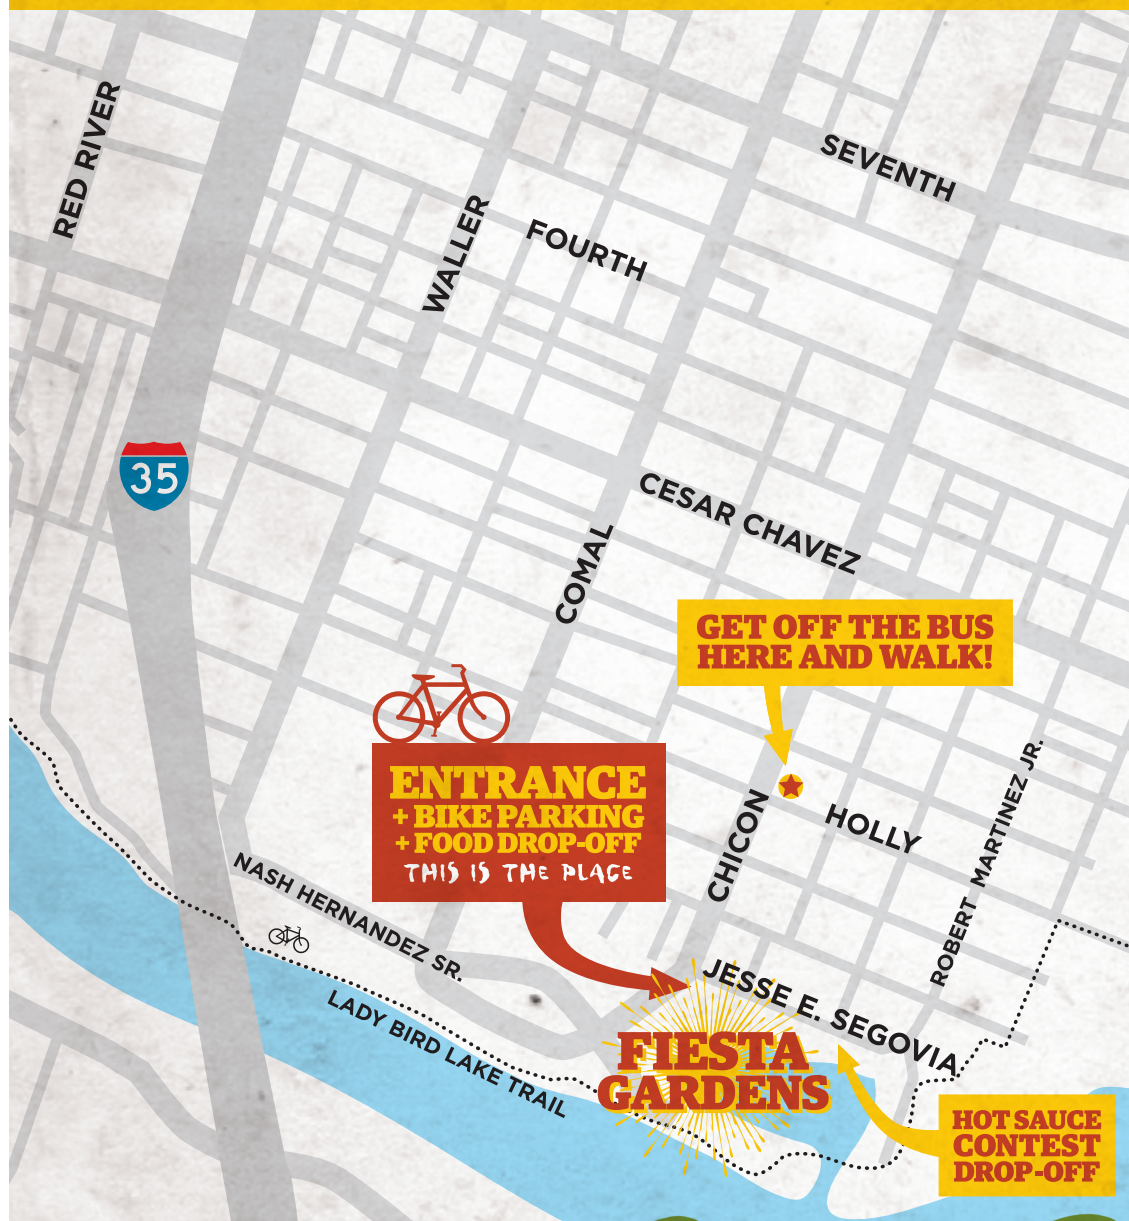 RED RIVER
SEVENTH
WALLER
FOURTH
35
CESAR CHAVEZ
COMAL
GET OFF THE BUS
HERE AND WALK!
ENTRANCE
+ BIKE PARKING
+ FOOD DROP-OFF
THIS IS THE PLACE
CHICON
HOLLY
ROBERT MARTINEZ JR.
NASH HERNANDEZ SR.
LADY BIRD LAKE TRAIL
JESSE E. SEGOVIA
FIESTA
GARDENS
HOT SAUCE
CONTEST
DROP-OFF